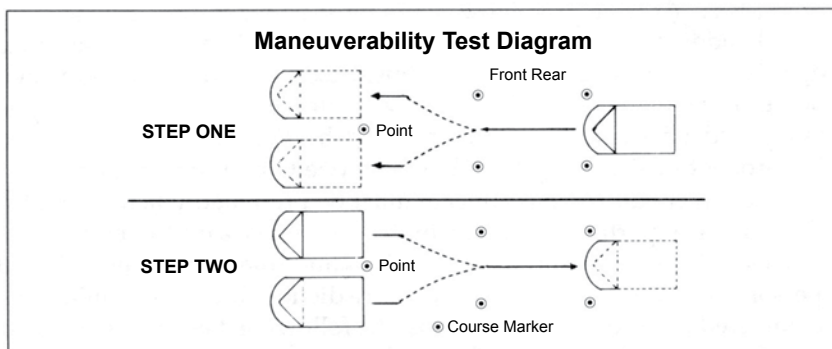 Maneuverability Test Diagram
Front Rear
STEP ONE
Point
STEP TWO
Point
Course Marker